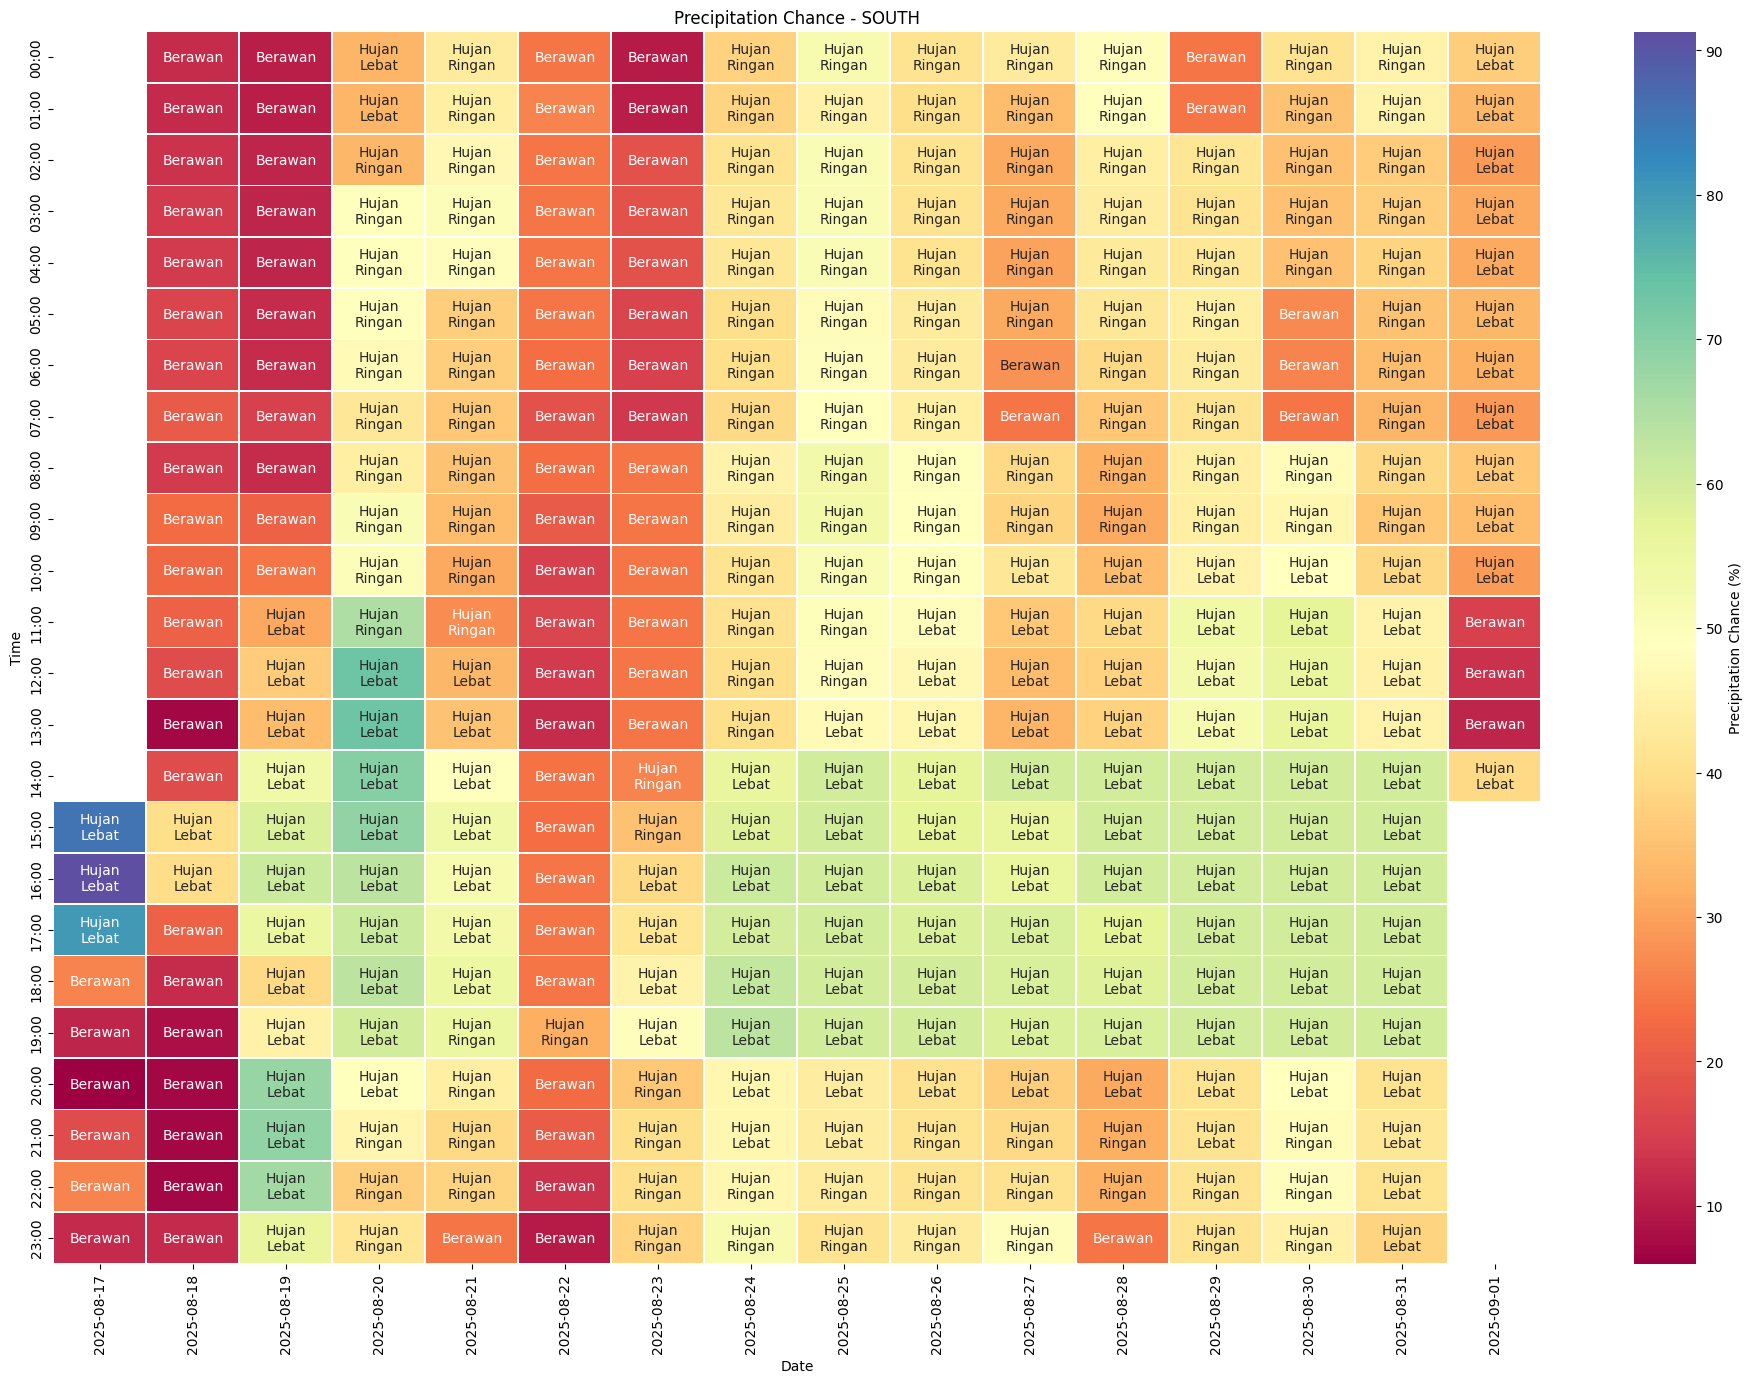 Precipitation Chance - SOUTH
Time
00:00 Berawan Berawan Hujan Lebat Hujan Ringan Berawan Berawan Hujan Ringan Hujan Ringan Hujan Ringan Hujan Ringan Hujan Ringan Berawan Hujan Ringan Hujan Ringan Hujan Lebat
01:00 Berawan Berawan Hujan Lebat Hujan Ringan Berawan Berawan Hujan Ringan Hujan Ringan Hujan Ringan Hujan Ringan Hujan Ringan Berawan Hujan Ringan Hujan Ringan Hujan Lebat
02:00 Berawan Berawan Hujan Ringan Hujan Ringan Berawan Berawan Hujan Ringan Hujan Ringan Hujan Ringan Hujan Ringan Hujan Ringan Hujan Ringan Hujan Ringan Hujan Ringan Hujan Lebat
03:00 Berawan Berawan Hujan Ringan Hujan Ringan Berawan Berawan Hujan Ringan Hujan Ringan Hujan Ringan Hujan Ringan Hujan Ringan Hujan Ringan Hujan Ringan Hujan Ringan Hujan Lebat
04:00 Berawan Berawan Hujan Ringan Hujan Ringan Berawan Berawan Hujan Ringan Hujan Ringan Hujan Ringan Hujan Ringan Hujan Ringan Hujan Ringan Hujan Ringan Hujan Ringan Hujan Lebat
05:00 Berawan Berawan Hujan Ringan Hujan Ringan Berawan Berawan Hujan Ringan Hujan Ringan Hujan Ringan Hujan Ringan Hujan Ringan Hujan Ringan Berawan Hujan Ringan Hujan Lebat
06:00 Berawan Berawan Hujan Ringan Hujan Ringan Berawan Berawan Hujan Ringan Hujan Ringan Hujan Ringan Berawan Hujan Ringan Hujan Ringan Berawan Hujan Ringan Hujan Lebat
07:00 Berawan Berawan Hujan Ringan Hujan Ringan Berawan Berawan Hujan Ringan Hujan Ringan Hujan Ringan Berawan Hujan Ringan Hujan Ringan Berawan Hujan Ringan Hujan Lebat
08:00 Berawan Berawan Hujan Ringan Hujan Ringan Berawan Berawan Hujan Ringan Hujan Ringan Hujan Ringan Hujan Ringan Hujan Ringan Hujan Ringan Hujan Ringan Hujan Ringan Hujan Lebat
09:00 Berawan Berawan Hujan Ringan Hujan Ringan Berawan Berawan Hujan Ringan Hujan Ringan Hujan Ringan Hujan Ringan Hujan Ringan Hujan Ringan Hujan Ringan Hujan Ringan Hujan Lebat
10:00 Berawan Berawan Hujan Ringan Hujan Ringan Berawan Berawan Hujan Ringan Hujan Ringan Hujan Ringan Hujan Lebat Hujan Lebat Hujan Lebat Hujan Lebat Hujan Lebat Hujan Lebat
11:00 Berawan Hujan Lebat Hujan Ringan Hujan Ringan Berawan Berawan Hujan Ringan Hujan Ringan Hujan Lebat Hujan Lebat Hujan Lebat Hujan Lebat Hujan Lebat Hujan Lebat Berawan
12:00 Berawan Hujan Lebat Hujan Lebat Hujan Lebat Berawan Berawan Hujan Ringan Hujan Ringan Hujan Lebat Hujan Lebat Hujan Lebat Hujan Lebat Hujan Lebat Hujan Lebat Berawan
13:00 Berawan Hujan Lebat Hujan Lebat Hujan Lebat Berawan Berawan Hujan Ringan Hujan Lebat Hujan Lebat Hujan Lebat Hujan Lebat Hujan Lebat Hujan Lebat Hujan Lebat Berawan
14:00 Berawan Hujan Lebat Hujan Lebat Hujan Lebat Berawan Hujan Ringan Hujan Lebat Hujan Lebat Hujan Lebat Hujan Lebat Hujan Lebat Hujan Lebat Hujan Lebat Hujan Lebat Hujan Lebat
15:00 Hujan Lebat Hujan Lebat Hujan Lebat Hujan Lebat Hujan Lebat Berawan Hujan Ringan Hujan Lebat Hujan Lebat Hujan Lebat Hujan Lebat Hujan Lebat Hujan Lebat Hujan Lebat Hujan Lebat
16:00 Hujan Lebat Hujan Lebat Hujan Lebat Hujan Lebat Hujan Lebat Berawan Hujan Lebat Hujan Lebat Hujan Lebat Hujan Lebat Hujan Lebat Hujan Lebat Hujan Lebat Hujan Lebat Hujan Lebat
17:00 Hujan Lebat Berawan Hujan Lebat Hujan Lebat Hujan Lebat Berawan Hujan Lebat Hujan Lebat Hujan Lebat Hujan Lebat Hujan Lebat Hujan Lebat Hujan Lebat Hujan Lebat Hujan Lebat
18:00 Berawan Berawan Hujan Lebat Hujan Lebat Hujan Lebat Berawan Hujan Lebat Hujan Lebat Hujan Lebat Hujan Lebat Hujan Lebat Hujan Lebat Hujan Lebat Hujan Lebat Hujan Lebat
19:00 Berawan Berawan Hujan Lebat Hujan Lebat Hujan Ringan Hujan Ringan Hujan Lebat Hujan Lebat Hujan Lebat Hujan Lebat Hujan Lebat Hujan Lebat Hujan Lebat Hujan Lebat Hujan Lebat
20:00 Berawan Berawan Hujan Lebat Hujan Lebat Hujan Ringan Berawan Hujan Ringan Hujan Lebat Hujan Lebat Hujan Lebat Hujan Lebat Hujan Lebat Hujan Lebat Hujan Lebat Hujan Lebat
21:00 Berawan Berawan Hujan Lebat Hujan Ringan Hujan Ringan Berawan Hujan Ringan Hujan Lebat Hujan Lebat Hujan Ringan Hujan Ringan Hujan Ringan Hujan Lebat Hujan Ringan Hujan Lebat
22:00 Berawan Berawan Hujan Lebat Hujan Ringan Hujan Ringan Berawan Hujan Ringan Hujan Ringan Hujan Ringan Hujan Ringan Hujan Ringan Hujan Ringan Hujan Ringan Hujan Ringan Hujan Lebat
23:00 Berawan Berawan Hujan Lebat Hujan Ringan Berawan Berawan Hujan Ringan Hujan Ringan Hujan Ringan Hujan Ringan Hujan Ringan Berawan Hujan Ringan Hujan Ringan Hujan Lebat
2025-08-17 2025-08-18 2025-08-19 2025-08-20 2025-08-21 2025-08-22 2025-08-23 2025-08-24 2025-08-25 2025-08-26 2025-08-27 2025-08-28 2025-08-29 2025-08-30 2025-08-31 2025-09-01
Date
90
80
70
60
50
40
30
20
10
Precipitation Chance (%)